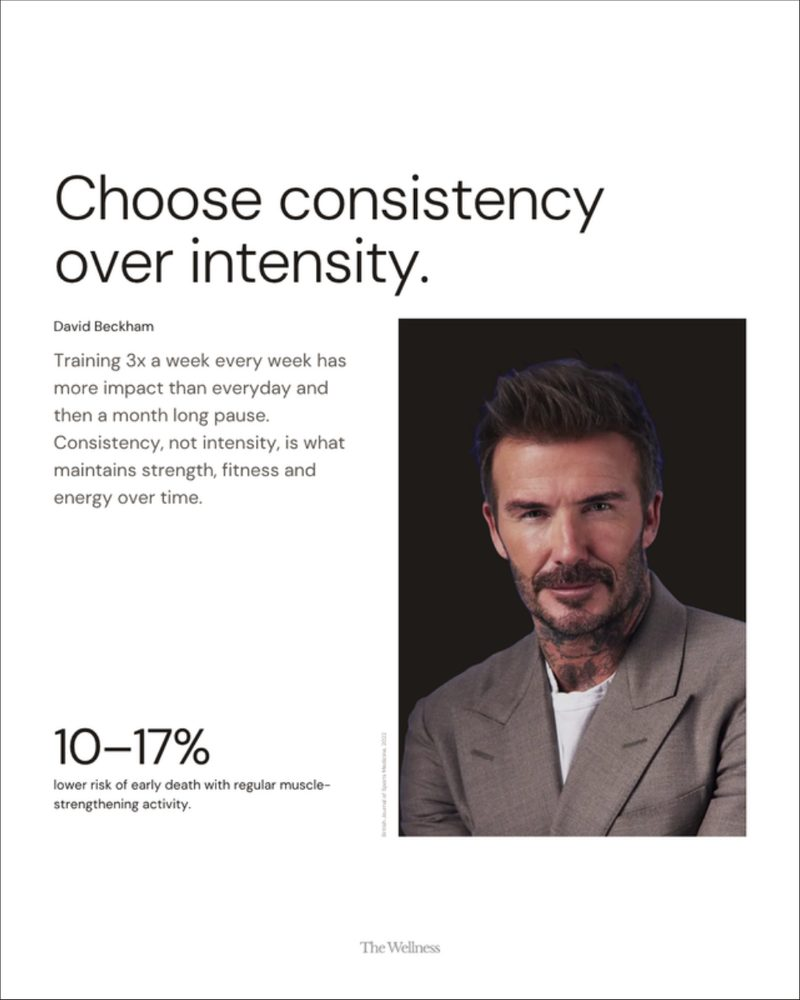 Choose consistency
over intensity.
David Beckham
Training 3x a week every week has
more impact than everyday and
then a month long pause.
Consistency, not intensity, is what
maintains strength, fitness and
energy over time.
10–17%
lower risk of early death with regular muscle-
strengthening activity.
British Journal of Sports Medicine, 2022
The Wellness